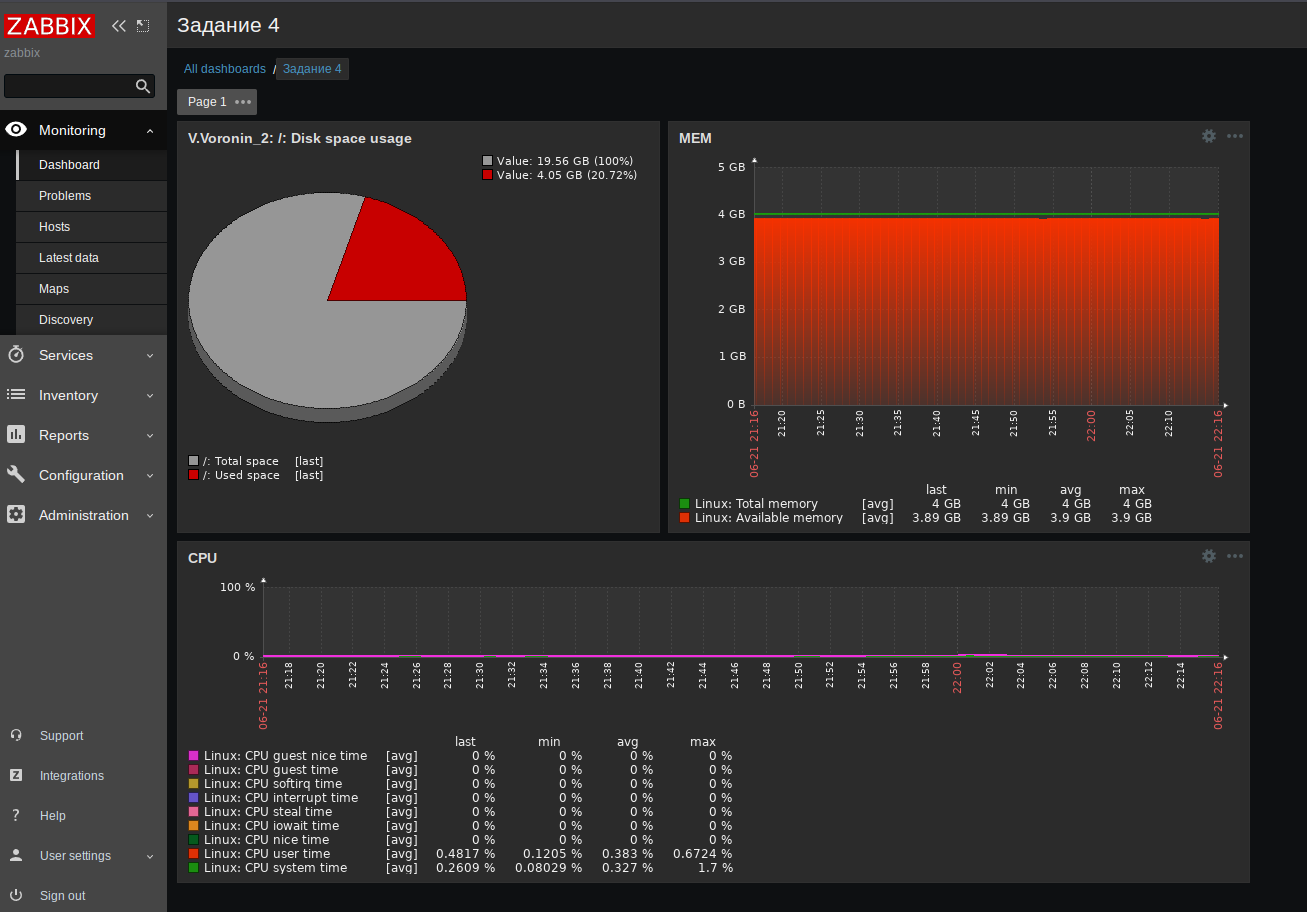 ZABBIX
zabbix
Monitoring
Dashboard
Problems
Hosts
Latest data
Maps
Discovery
Services
Inventory
Reports
Configuration
Administration
Support
Z Integrations
? Help
User settings
Sign out
Задание 4
All dashboards / Задание 4
Page 1
V.Voronin_2: /: Disk space usage
Value: 19.56 GB (100%)
Value: 4.05 GB (20.72%)
/: Total space [last]
/: Used space [last]
MEM
5 GB
4 GB
3 GB
2 GB
1 GB
0 B
06-21 21:16 21:20 21:25 21:30 21:35 21:40 21:45 21:50 21:55 22:00 22:05 22:10 06-21 22:16
last min avg max
Linux: Total memory [avg] 4 GB 4 GB 4 GB 4 GB
Linux: Available memory [avg] 3.89 GB 3.89 GB 3.9 GB 3.9 GB
CPU
100 %
0 %
06-21 21:16 21:18 21:20 21:22 21:24 21:26 21:28 21:30 21:32 21:34 21:36 21:38 21:40 21:42 21:44 21:46 21:48 21:50 21:52 21:54 21:56 21:58 22:00 22:02 22:04 22:06 22:08 22:10 22:12 22:14 06-21 22:16
last min avg max
Linux: CPU guest nice time [avg] 0 % 0 % 0 % 0 %
Linux: CPU guest time [avg] 0 % 0 % 0 % 0 %
Linux: CPU softirq time [avg] 0 % 0 % 0 % 0 %
Linux: CPU interrupt time [avg] 0 % 0 % 0 % 0 %
Linux: CPU steal time [avg] 0 % 0 % 0 % 0 %
Linux: CPU iowait time [avg] 0 % 0 % 0 % 0 %
Linux: CPU nice time [avg] 0 % 0 % 0 % 0 %
Linux: CPU user time [avg] 0.4817 % 0.1205 % 0.383 % 0.6724 %
Linux: CPU system time [avg] 0.2609 % 0.08029 % 0.327 % 1.7 %